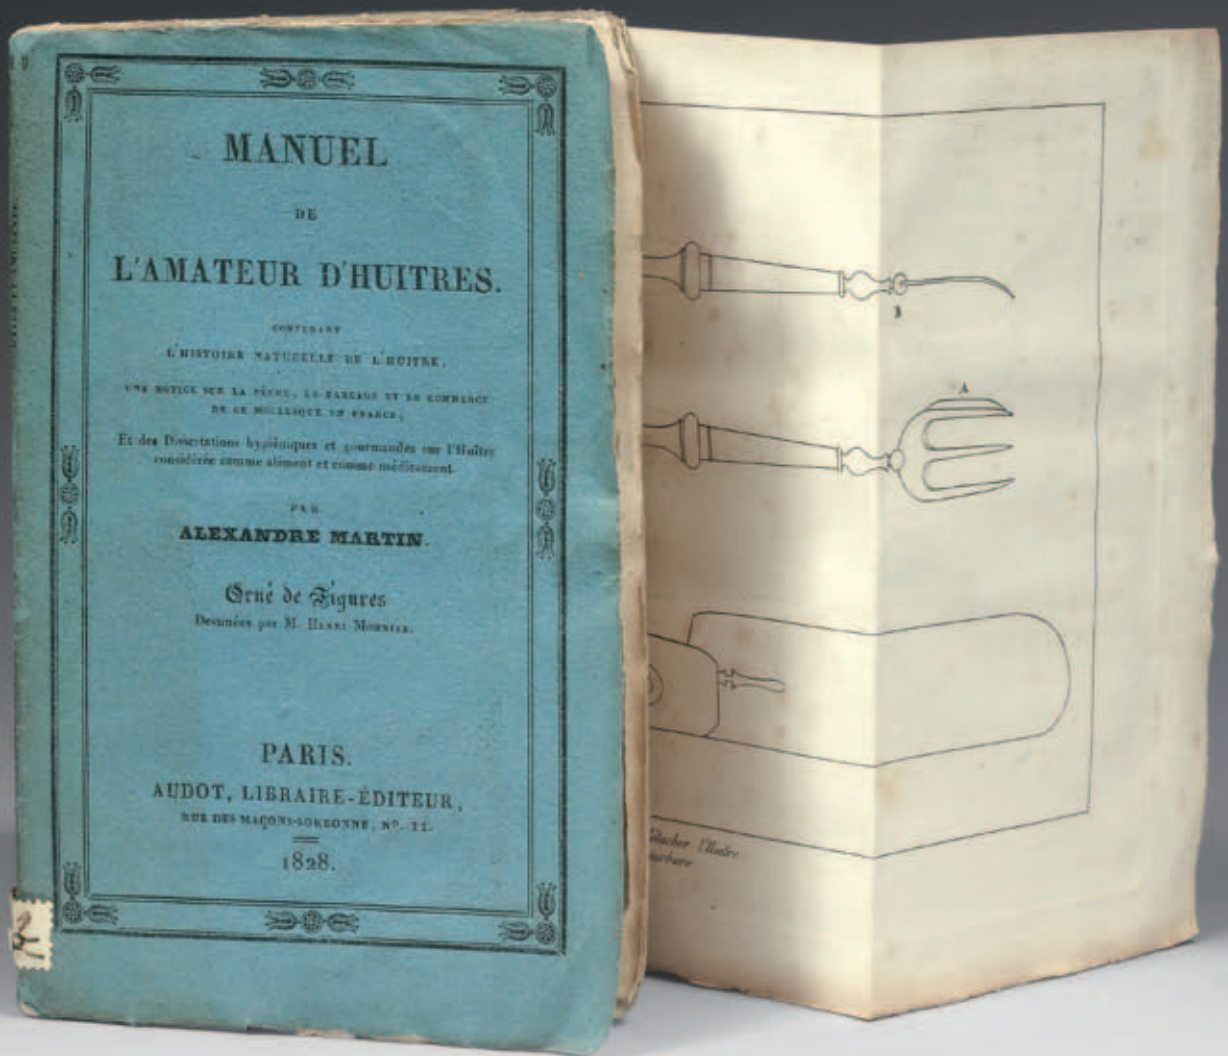 MANUEL
DE
L'AMATEUR D'HUITRES.
CONTENANT
L'HISTOIRE NATURELLE DE L'HUITRE,
UNE NOTICE SUR LA PÊCHE, LE PARCAGE ET LE COMMERCE
DE CE MOLLUSQUE EN FRANCE,
Et des Dissertations hygiéniques et gourmandes sur l'Huître
considérée comme aliment et comme médicament.
PAR
ALEXANDRE MARTIN.
Orné de Figures
Dessinées par M. HENRI MONNIER.
PARIS.
AUDOT, LIBRAIRE-ÉDITEUR,
RUE DES MAÇONS-SORBONNE, Nº. 11.
1828.
B
A
l'Huitre